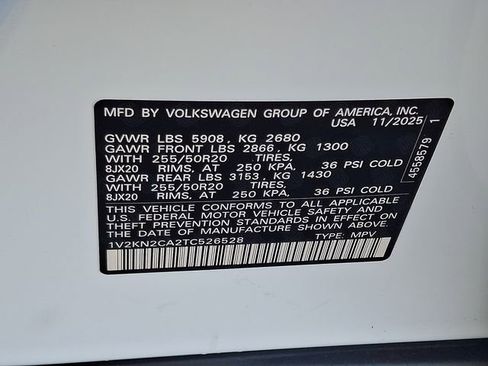 MFD BY VOLKSWAGEN GROUP OF AMERICA, INC.
USA 11/2025
GVWR LBS 5908, KG 2680
GAWR FRONT LBS 2866, KG 1300
WITH 255/50R20 TIRES,
8JX20 RIMS, AT 250 KPA. 36 PSI COLD
GAWR REAR LBS 3153, KG 1430
WITH 255/50R20 TIRES,
8JX20 RIMS, AT 250 KPA. 36 PSI COLD
THIS VEHICLE CONFORMS TO ALL APPLICABLE
U.S. FEDERAL MOTOR VEHICLE SAFETY AND
THEFT PREVENTION STANDARDS IN EFFECT ON
THE DATE OF MANUFACTURE SHOWN ABOVE.
1V2KN2CA2TC526528 TYPE: MPV
4558579 1